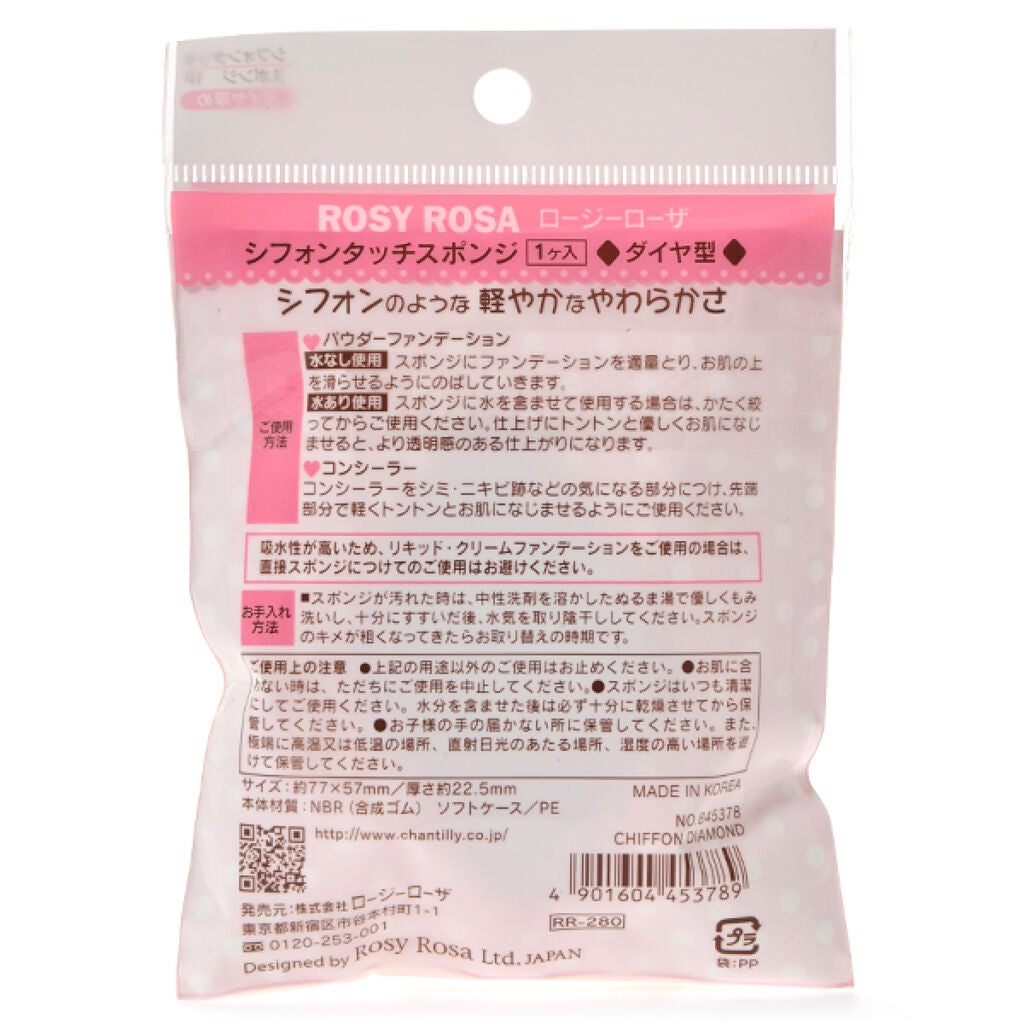 ROSY ROSA ロージーローザ
シフォンタッチスポンジ 1ヶ入 ◆ダイヤ型◆
シフォンのような 軽やかなやわらかさ
ご使用
方法
♥パウダーファンデーション
水なし使用 スポンジにファンデーションを適量とり、お肌の上
を滑らせるようにのばしていきます。
水あり使用 スポンジに水を含ませて使用する場合は、かたく絞
ってからご使用ください。仕上げにトントンと優しくお肌になじ
ませると、より透明感のある仕上がりになります。
♥コンシーラー
コンシーラーをシミ・ニキビ跡などの気になる部分につけ、先端
部分で軽くトントンとお肌になじませるようにご使用ください。
吸水性が高いため、リキッド・クリームファンデーションをご使用の場合は、
直接スポンジにつけてのご使用はお避けください。
お手入れ
方法
■スポンジが汚れた時は、中性洗剤を溶かしたぬるま湯で優しくもみ
洗いし、十分にすすいだ後、水気を取り陰干ししてください。スポンジ
のキメが粗くなってきたらお取り替えの時期です。
ご使用上の注意 ●上記の用途以外のご使用はお止めください。●お肌に合
わない時は、ただちにご使用を中止してください。●スポンジはいつも清潔
にしてご使用ください。水分を含ませた後は必ず十分に乾燥させてから保
管してください。●お子様の手の届かない所に保管してください。また、
極端に高温又は低温の場所、直射日光のあたる場所、湿度の高い場所を避
けて保管してください。
サイズ：約77×57mm／厚さ約22.5mm
本体材質：NBR（合成ゴム） ソフトケース／PE
MADE IN KOREA
NO.845378
CHIFFON DIAMOND
http://www.chantilly.co.jp/
4 901604 453789
発売元：株式会社 ロージーローザ
東京都新宿区市谷本村町1-1
0120-253-001
RR-280
Designed by Rosy Rosa Ltd. JAPAN
プラ
袋：PP